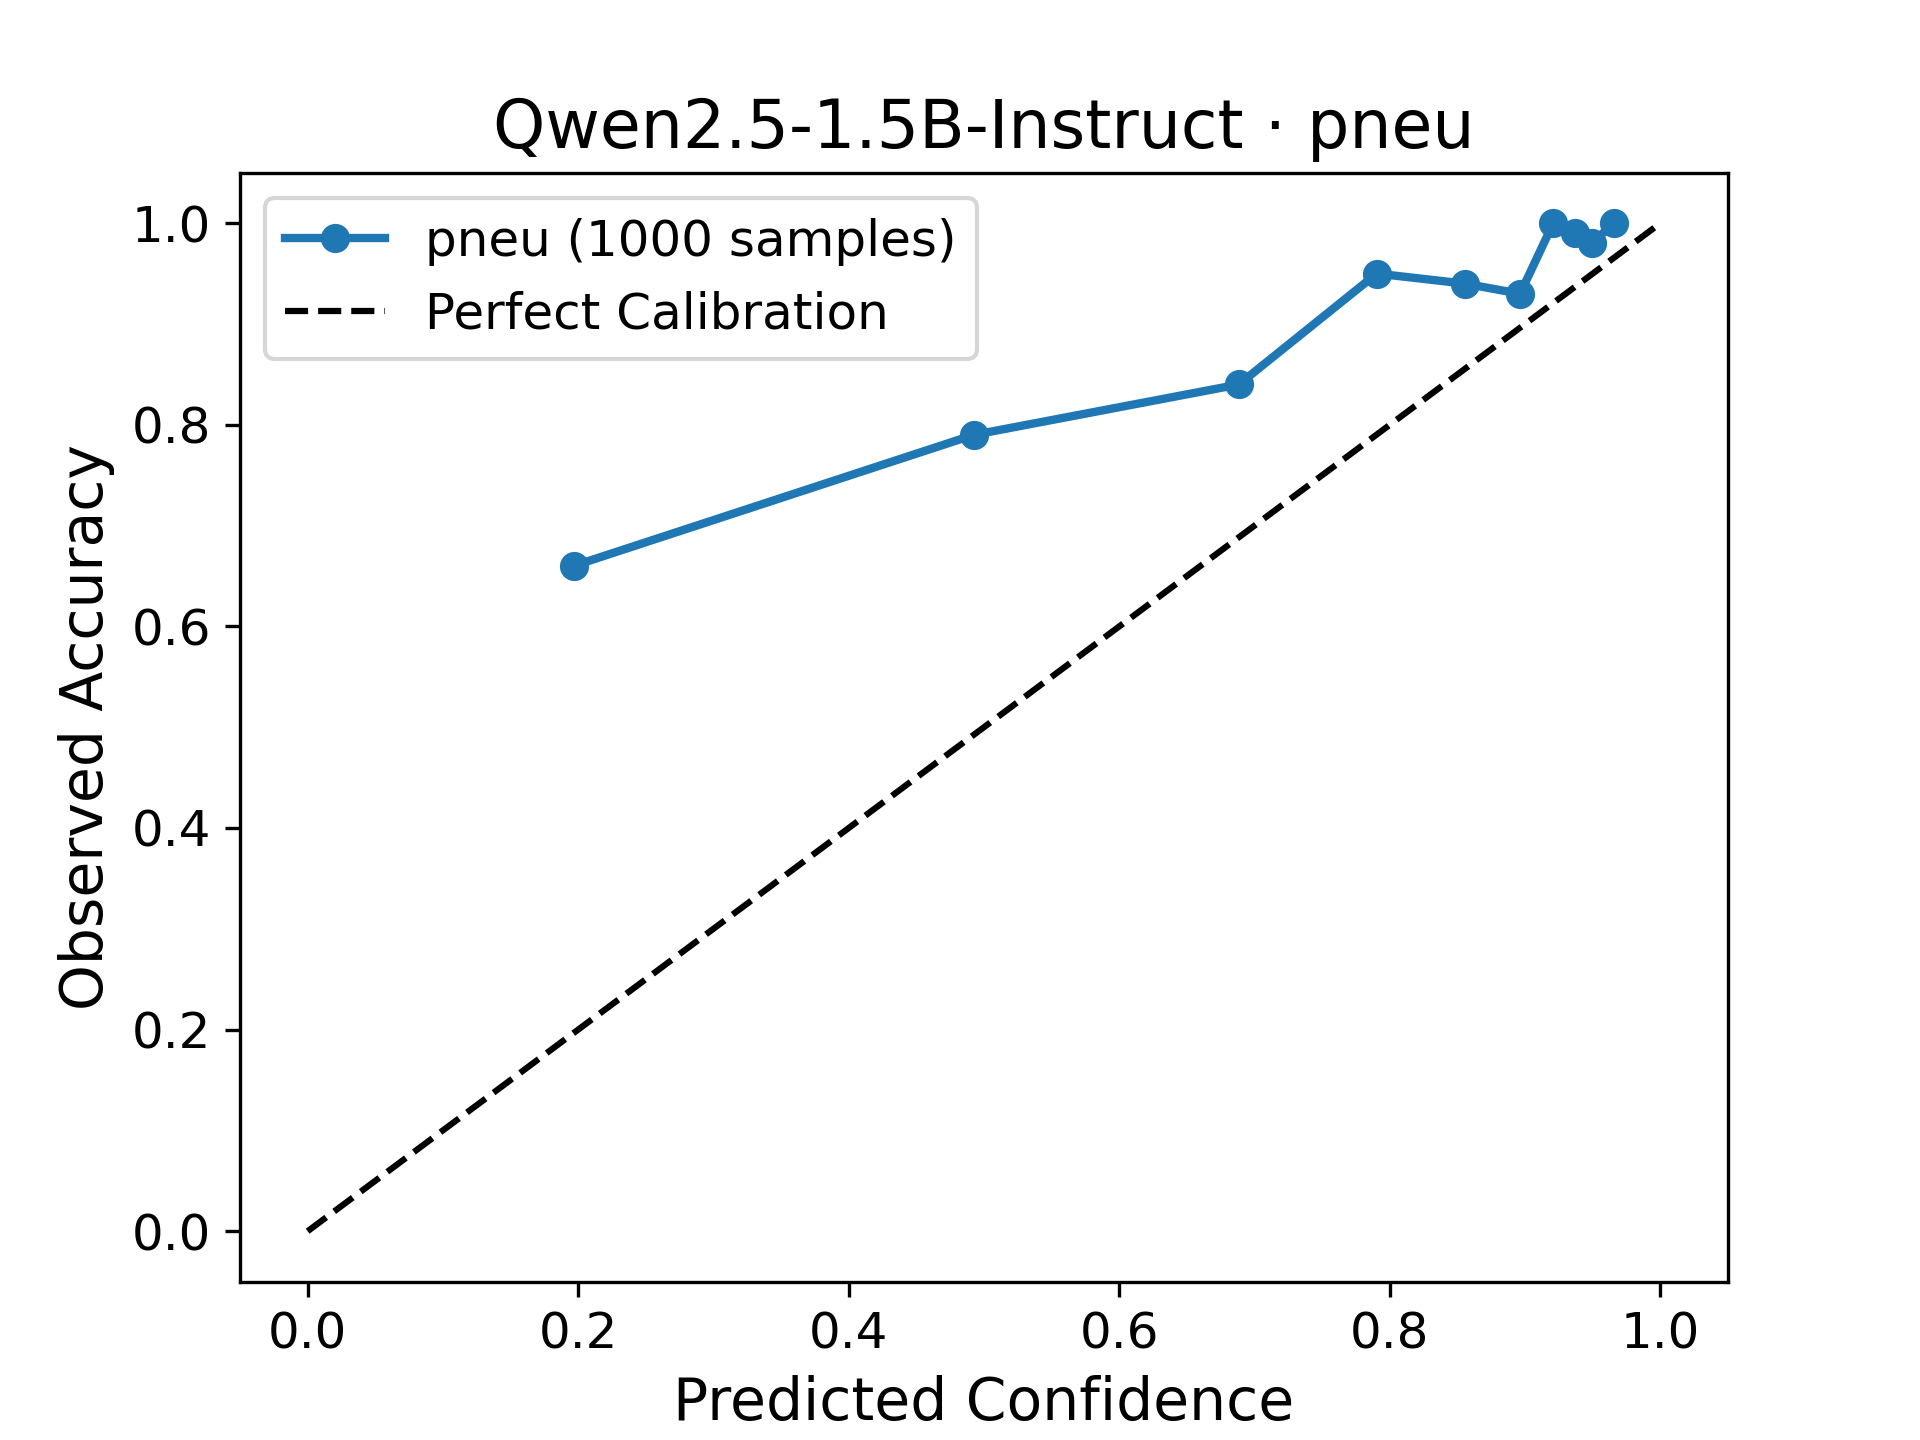 Qwen2.5-1.5B-Instruct · pneu
pneu (1000 samples)
Perfect Calibration
1.0
0.8
0.6
0.4
0.2
0.0
Observed Accuracy
0.0 0.2 0.4 0.6 0.8 1.0
Predicted Confidence